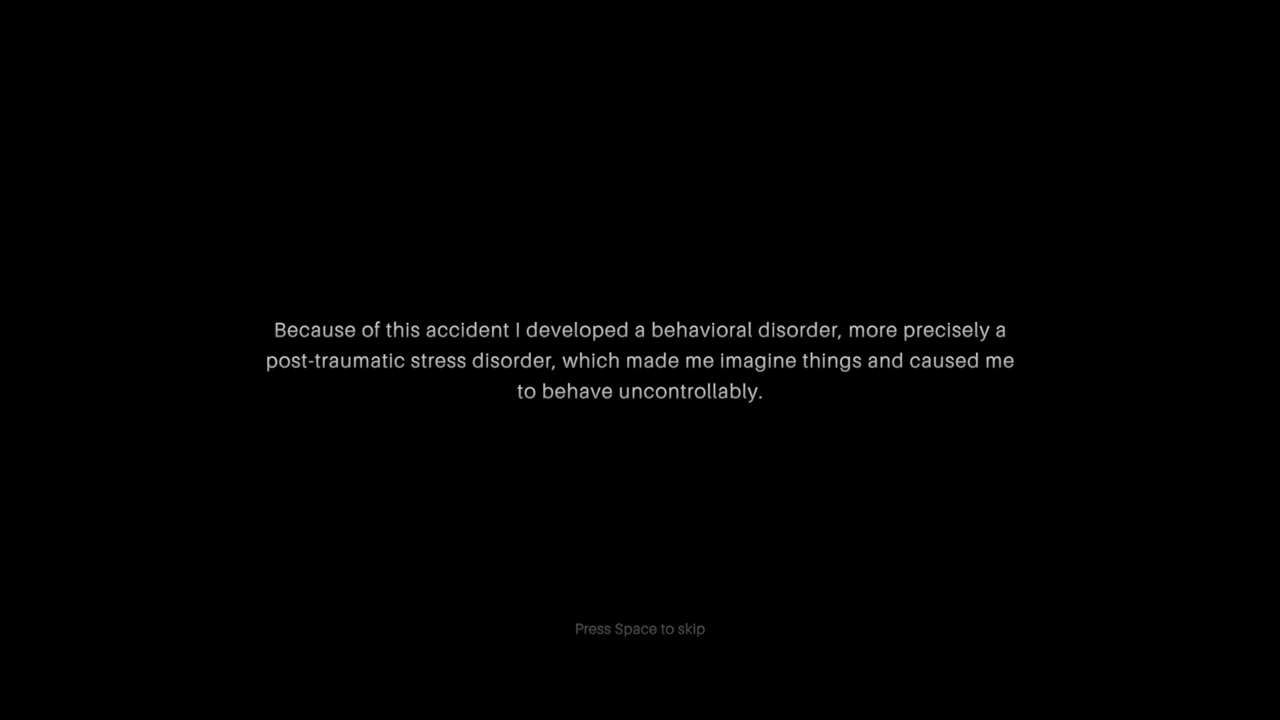 Because of this accident I developed a behavioral disorder, more precisely a
post-traumatic stress disorder, which made me imagine things and caused me
to behave uncontrollably.
Press Space to skip